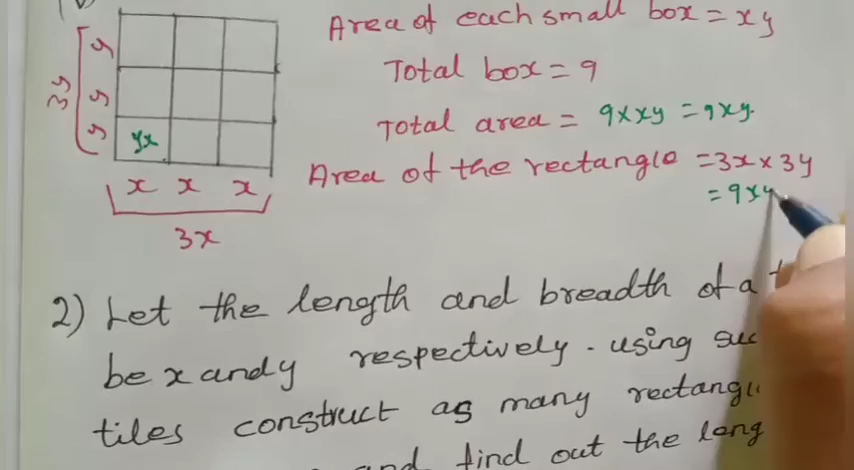 Area of each small box = xy
Total box = 9
Total area = 9 x xy = 9xy.
Area of the rectangle = 3x x 3y
= 9xy
y
y
y
3y
yx
x x x
3x
2) Let the length and breadth of a
be x and y respectively. using
tiles construct as many
and find out the